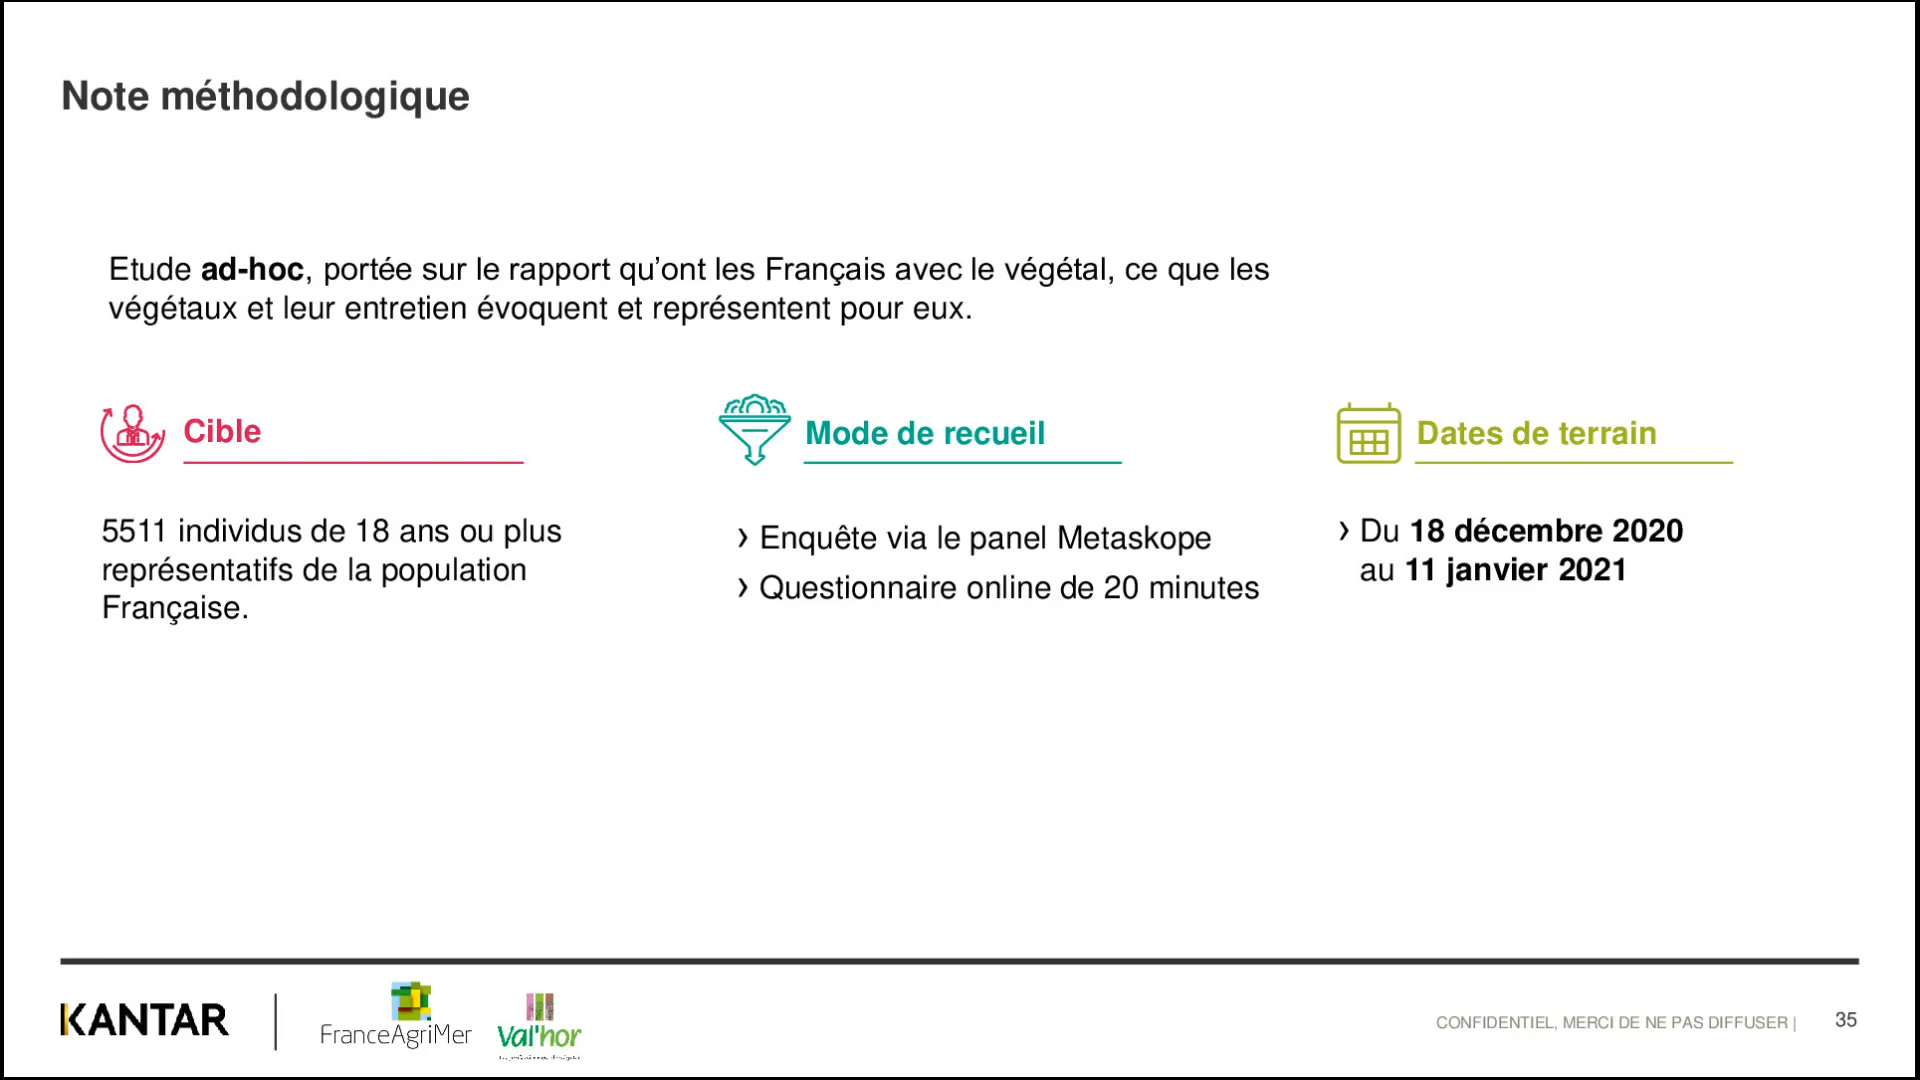 Note méthodologique
Etude ad-hoc, portée sur le rapport qu’ont les Français avec le végétal, ce que les
végétaux et leur entretien évoquent et représentent pour eux.
Cible
5511 individus de 18 ans ou plus
représentatifs de la population
Française.
Mode de recueil
› Enquête via le panel Metaskope
› Questionnaire online de 20 minutes
Dates de terrain
› Du 18 décembre 2020
au 11 janvier 2021
KANTAR
FranceAgriMer
Val'hor
CONFIDENTIEL, MERCI DE NE PAS DIFFUSER |
35